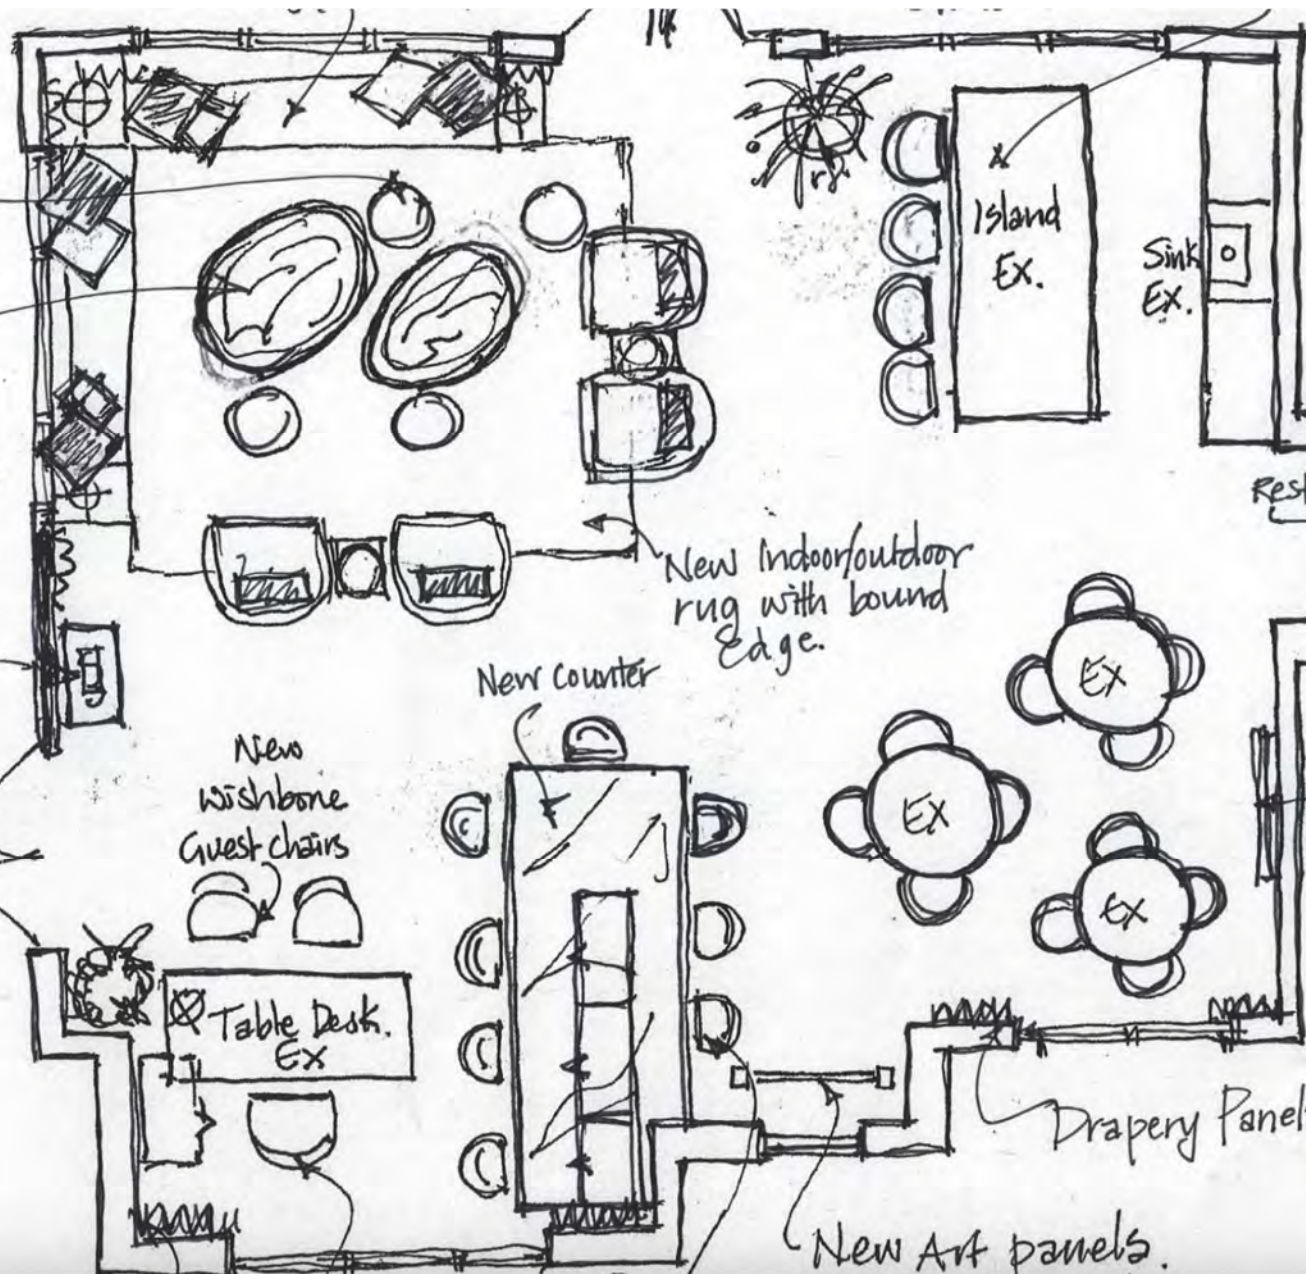 Island
Ex.
Sink
Ex.
Rest
New Indoor/outdoor
rug with bound
Edge.
New Counter
New
Wishbone
Guest Chairs
Ex
Ex
Ex
Table Desk.
Ex
Drapery Panel
New Art panels.